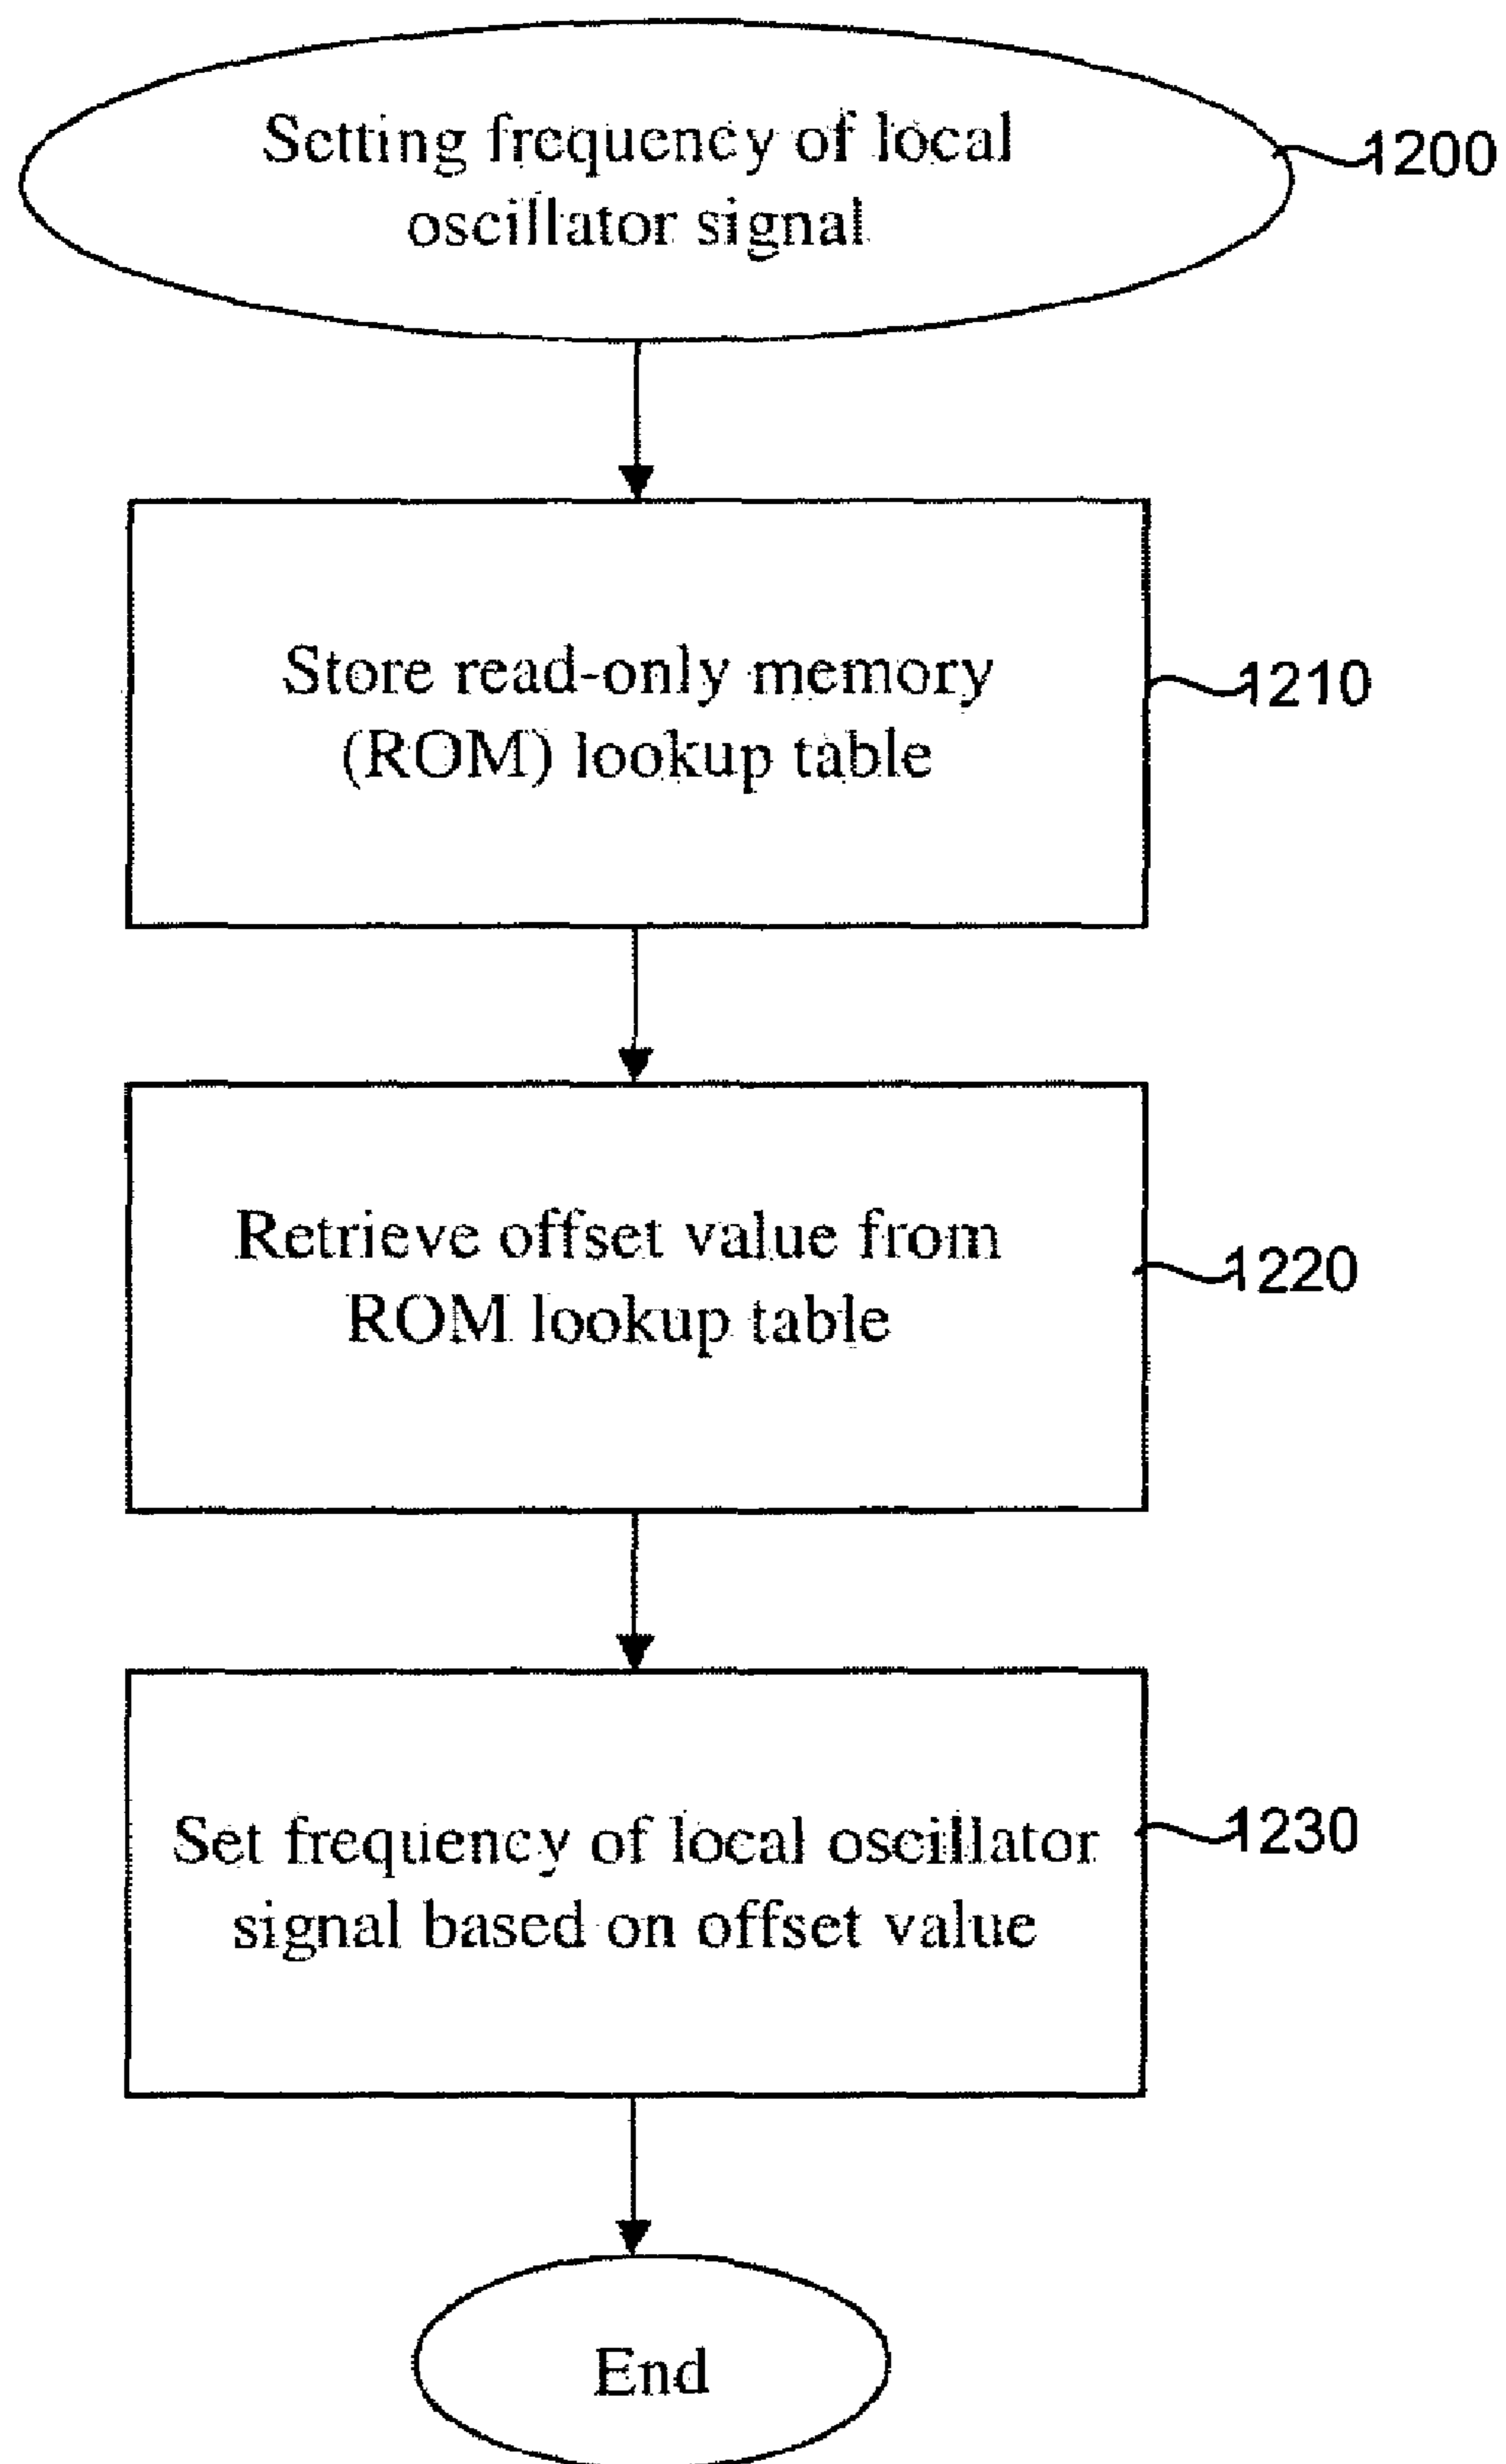 Setting frequency of local
oscillator signal
1200
Store read-only memory
(ROM) lookup table
1210
Retrieve offset value from
ROM lookup table
1220
Set frequency of local oscillator
signal based on offset value
1230
End